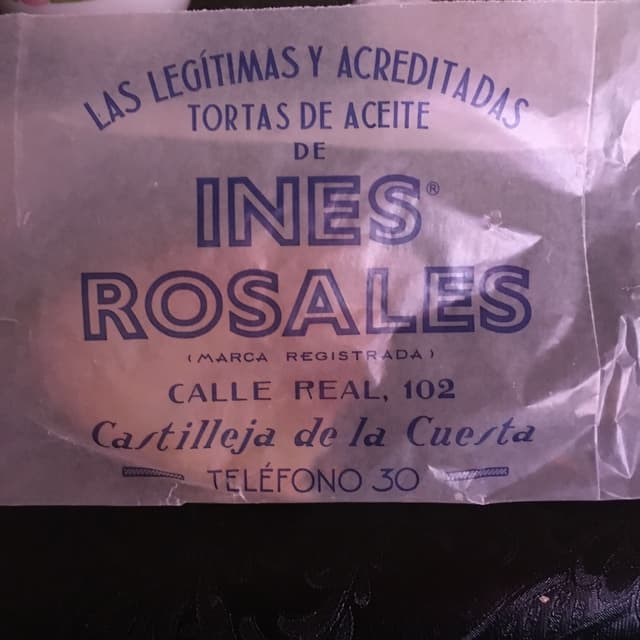 LAS LEGÍTIMAS Y ACREDITADAS
TORTAS DE ACEITE
DE
INES®
ROSALES
(MARCA REGISTRADA)
CALLE REAL, 102
Castilleja de la Cuesta
TELÉFONO 30